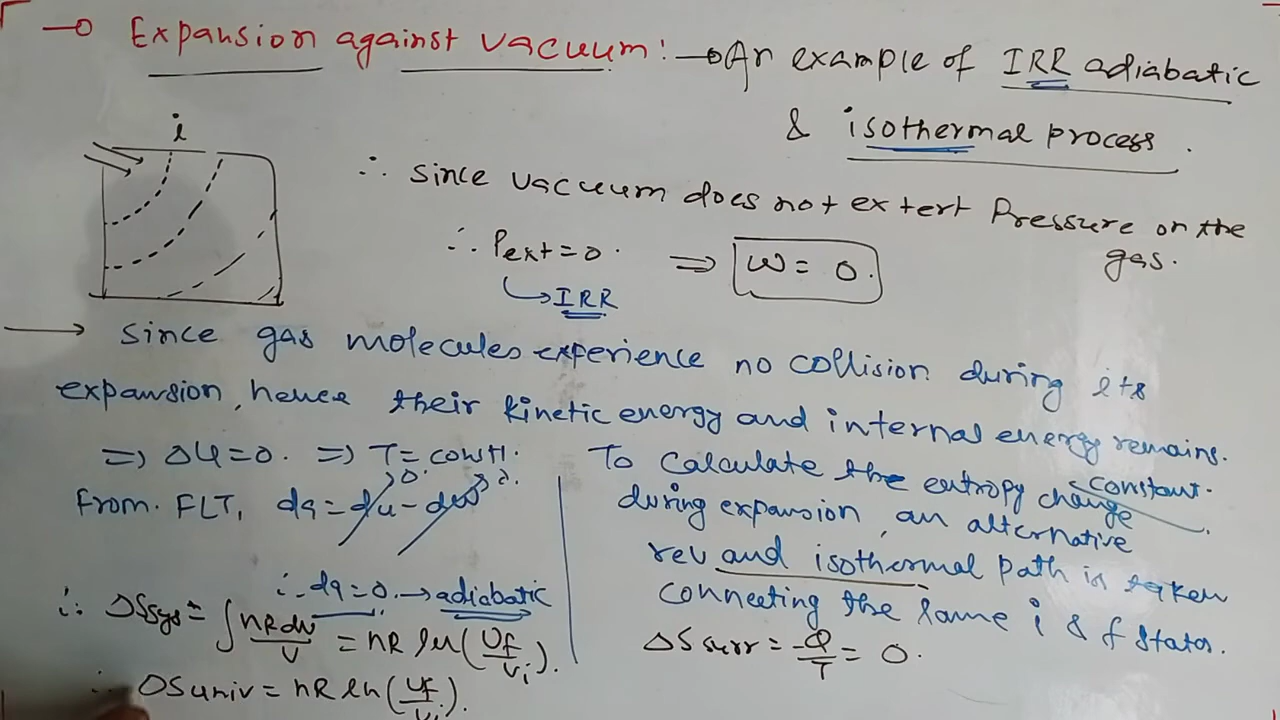 → Expansion against vacuum: → An example of IRR adiabatic
& isothermal process.
i
∴ since vacuum does not extert Pressure on the
gas.
∴ Pext = 0. ⇒ W = 0.
↳ IRR
→ since gas molecules experience no collision during its
expansion, hence their kinetic energy and internal energy remains.
constant.
⇒ ΔU = 0. ⇒ T = const.
From. FLT, dq = du - dw
0.
∴ dq = 0. → adiabatic
∴ ΔSsys = ∫ nRdV/V = nR ln(Vf/Vi).
∴ ΔSuniv = nR ln(Vf/Vi).
To calculate the entropy change
during expansion, an alternative
rev and isothermal path is taken
connecting the same i & f states.
ΔSsurr = -Q/T = 0.